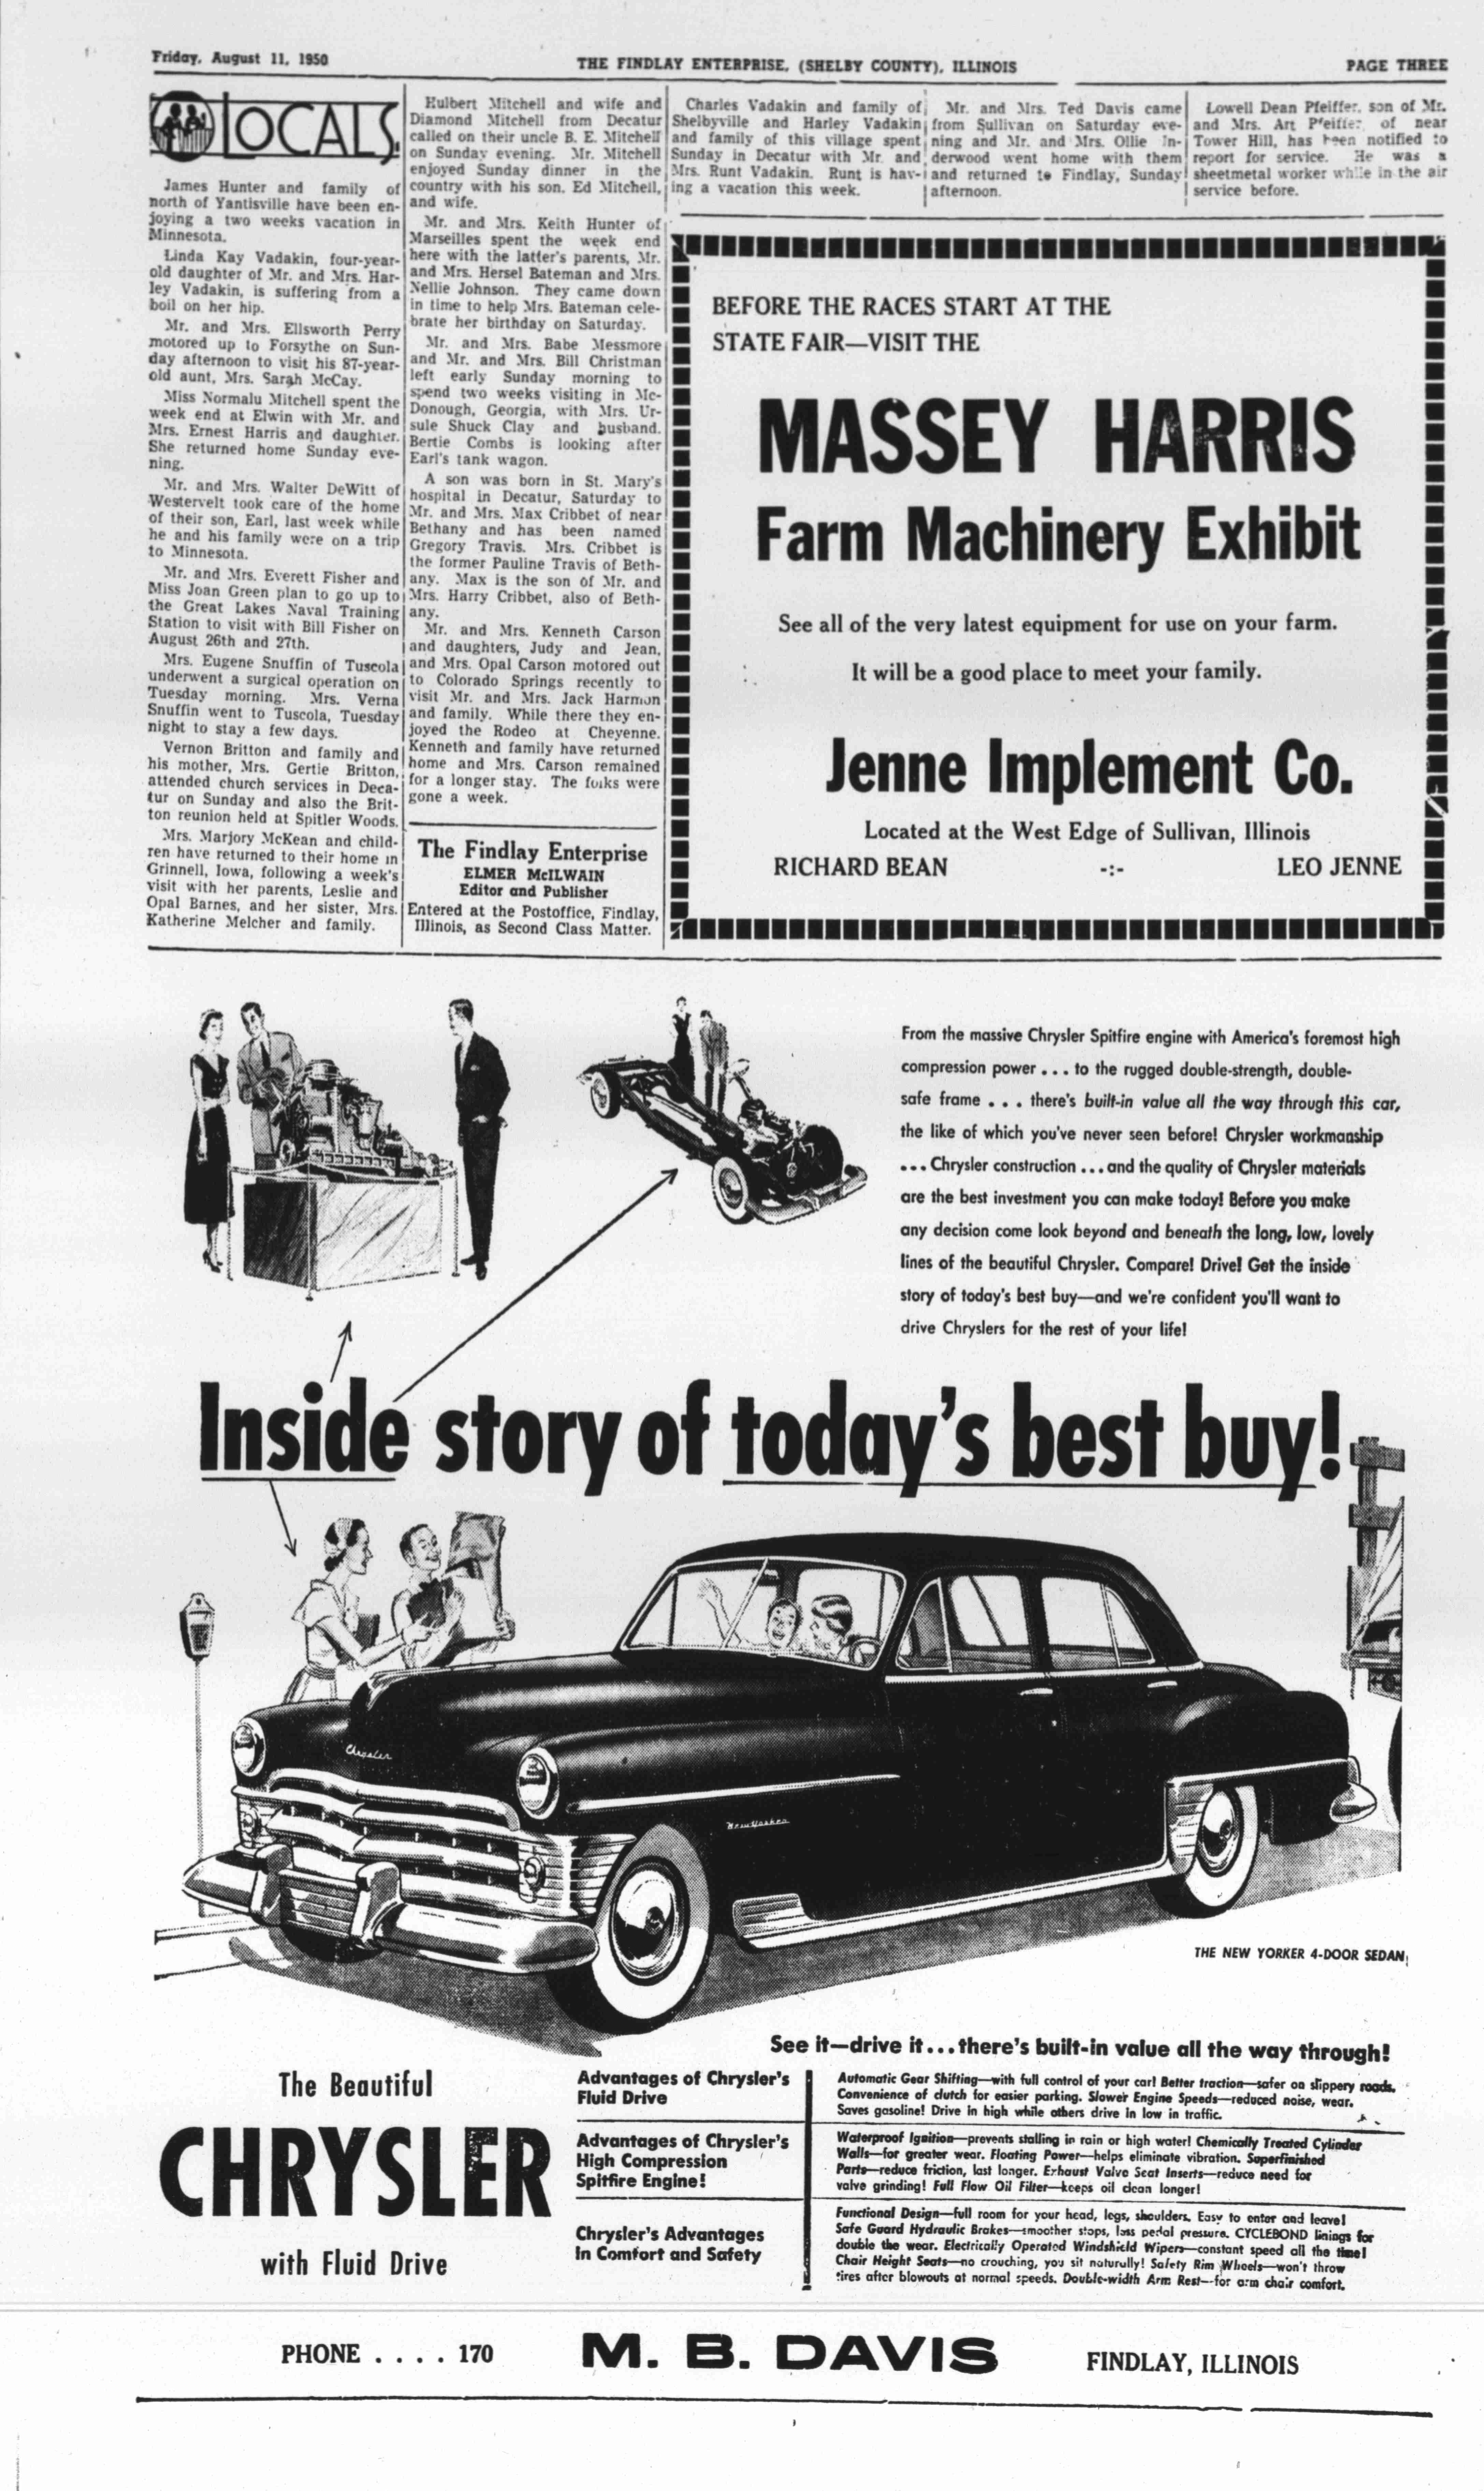 Friday, August 11, 1950
THE FINDLAY ENTERPRISE, (SHELBY COUNTY), ILLINOIS
PAGE THREE
LOCALS
James Hunter and family of
north of Yantisville have been en-
joying a two weeks vacation in
Minnesota.
Linda Kay Vadakin, four-year-
old daughter of Mr. and Mrs. Har-
ley Vadakin, is suffering from a
boil on her hip.
Mr. and Mrs. Ellsworth Perry
motored up to Forsythe on Sun-
day afternoon to visit his 87-year-
old aunt, Mrs. Sarah McCay.
Miss Normalu Mitchell spent the
week end at Elwin with Mr. and
Mrs. Ernest Harris and daughter.
She returned home Sunday eve-
ning.
Mr. and Mrs. Walter DeWitt of
Westervelt took care of the home
of their son, Earl, last week while
he and his family were on a trip
to Minnesota.
Mr. and Mrs. Everett Fisher and
Miss Joan Green plan to go up to
the Great Lakes Naval Training
Station to visit with Bill Fisher on
August 26th and 27th.
Mrs. Eugene Snuffin of Tuscola
underwent a surgical operation on
Tuesday morning. Mrs. Verna
Snuffin went to Tuscola, Tuesday
night to stay a few days.
Vernon Britton and family and
his mother, Mrs. Gertie Britton,
attended church services in Deca-
tur on Sunday and also the Brit-
ton reunion held at Spitler Woods.
Mrs. Marjory McKean and child-
ren have returned to their home in
Grinnell, Iowa, following a week's
visit with her parents, Leslie and
Opal Barnes, and her sister, Mrs.
Katherine Melcher and family.
Hulbert Mitchell and wife and
Diamond Mitchell from Decatur
called on their uncle B. E. Mitchell
on Sunday evening. Mr. Mitchell
enjoyed Sunday dinner in the
country with his son, Ed Mitchell,
and wife.
Mr. and Mrs. Keith Hunter of
Marseilles spent the week end
here with the latter's parents, Mr.
and Mrs. Hersel Bateman and Mrs.
Nellie Johnson. They came down
in time to help Mrs. Bateman cele-
brate her birthday on Saturday.
Mr. and Mrs. Babe Messmore
and Mr. and Mrs. Bill Christman
left early Sunday morning to
spend two weeks visiting in Mc-
Donough, Georgia, with Mrs. Ur-
sule Shuck Clay and husband.
Bertie Combs is looking after
Earl's tank wagon.
A son was born in St. Mary's
hospital in Decatur, Saturday to
Mr. and Mrs. Max Cribbet of near
Bethany and has been named
Gregory Travis. Mrs. Cribbet is
the former Pauline Travis of Beth-
any. Max is the son of Mr. and
Mrs. Harry Cribbet, also of Beth-
any.
Mr. and Mrs. Kenneth Carson
and daughters, Judy and Jean,
and Mrs. Opal Carson motored out
to Colorado Springs recently to
visit Mr. and Mrs. Jack Harmon
and family. While there they en-
joyed the Rodeo at Cheyenne.
Kenneth and family have returned
home and Mrs. Carson remained
for a longer stay. The folks were
gone a week.
The Findlay Enterprise
ELMER McILWAIN
Editor and Publisher
Entered at the Postoffice, Findlay,
Illinois, as Second Class Matter.
Charles Vadakin and family of
Shelbyville and Harley Vadakin
and family of this village spent
Sunday in Decatur with Mr. and
Mrs. Runt Vadakin. Runt is hav-
ing a vacation this week.
Mr. and Mrs. Ted Davis came
from Sullivan on Saturday eve-
ning and Mr. and Mrs. Ollie In-
derwood went home with them
and returned to Findlay, Sunday
afternoon.
Lowell Dean Pfeiffer, son of Mr.
and Mrs. Art Pfeiffer, of near
Tower Hill, has been notified to
report for service. He was a
sheetmetal worker while in the air
service before.
BEFORE THE RACES START AT THE
STATE FAIR—VISIT THE
MASSEY HARRIS
Farm Machinery Exhibit
See all of the very latest equipment for use on your farm.
It will be a good place to meet your family.
Jenne Implement Co.
Located at the West Edge of Sullivan, Illinois
RICHARD BEAN -:- LEO JENNE
From the massive Chrysler Spitfire engine with America's foremost high
compression power . . . to the rugged double-strength, double-
safe frame . . . there's built-in value all the way through this car,
the like of which you've never seen before! Chrysler workmanship
. . . Chrysler construction . . . and the quality of Chrysler materials
are the best investment you can make today! Before you make
any decision come look beyond and beneath the long, low, lovely
lines of the beautiful Chrysler. Compare! Drive! Get the inside
story of today's best buy—and we're confident you'll want to
drive Chryslers for the rest of your life!
Inside story of today's best buy!
Chrysler
New Yorker
THE NEW YORKER 4-DOOR SEDAN
See it—drive it...there's built-in value all the way through!
The Beautiful
CHRYSLER
with Fluid Drive
Advantages of Chrysler's
Fluid Drive
Automatic Gear Shifting—with full control of your car! Better traction—safer on slippery roads.
Convenience of clutch for easier parking. Slower Engine Speeds—reduced noise, wear.
Saves gasoline! Drive in high while others drive in low in traffic.
Advantages of Chrysler's
High Compression
Spitfire Engine!
Waterproof Ignition—prevents stalling in rain or high water! Chemically Treated Cylinder
Walls—for greater wear. Floating Power—helps eliminate vibration. Superfinished
Parts—reduce friction, last longer. Exhaust Valve Seat Inserts—reduce need for
valve grinding! Full Flow Oil Filter—keeps oil clean longer!
Chrysler's Advantages
In Comfort and Safety
Functional Design—full room for your head, legs, shoulders. Easy to enter and leave!
Safe Guard Hydraulic Brakes—smoother stops, less pedal pressure. CYCLEBOND linings for
double the wear. Electrically Operated Windshield Wipers—constant speed all the time!
Chair Height Seats—no crouching, you sit naturally! Safety Rim Wheels—won't throw
tires after blowouts at normal speeds. Double-width Arm Rest—for arm chair comfort.
PHONE . . . . 170
M. B. DAVIS
FINDLAY, ILLINOIS